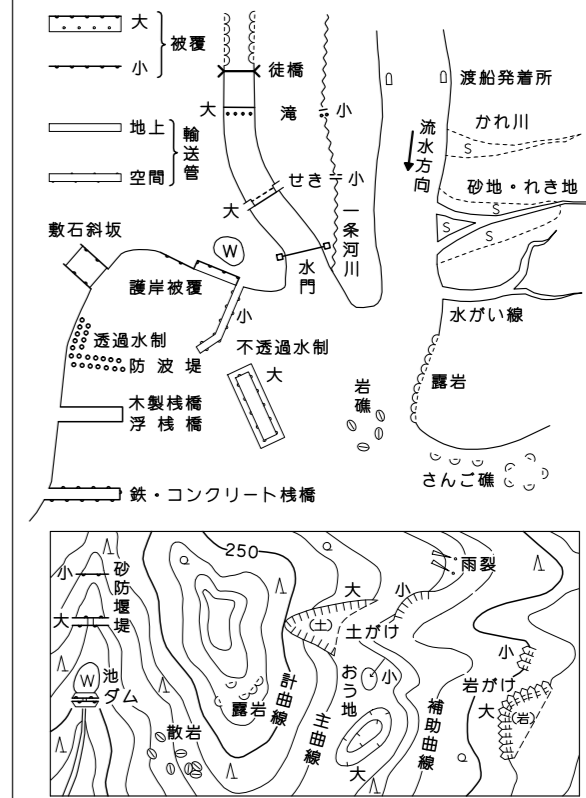 大
被覆
小
徒橋
渡船発着所
大
滝
小
かれ川
S
地上
輸送管
空間
流水方向
せき
小
大
砂地・れき地
S
S
S
敷石斜坂
W
一条河川
水門
護岸被覆
小
水がい線
透過水制
不透過水制
防波堤
大
岩礁
露岩
木製桟橋
浮桟橋
さんご礁
鉄・コンクリート桟橋
250
雨裂
小
砂防堰堤
大
小
大
(土)
土がけ
小
W
池
ダム
計曲線
おう地
小
岩がけ
大
(岩)
露岩
主曲線
補助曲線
散岩
大